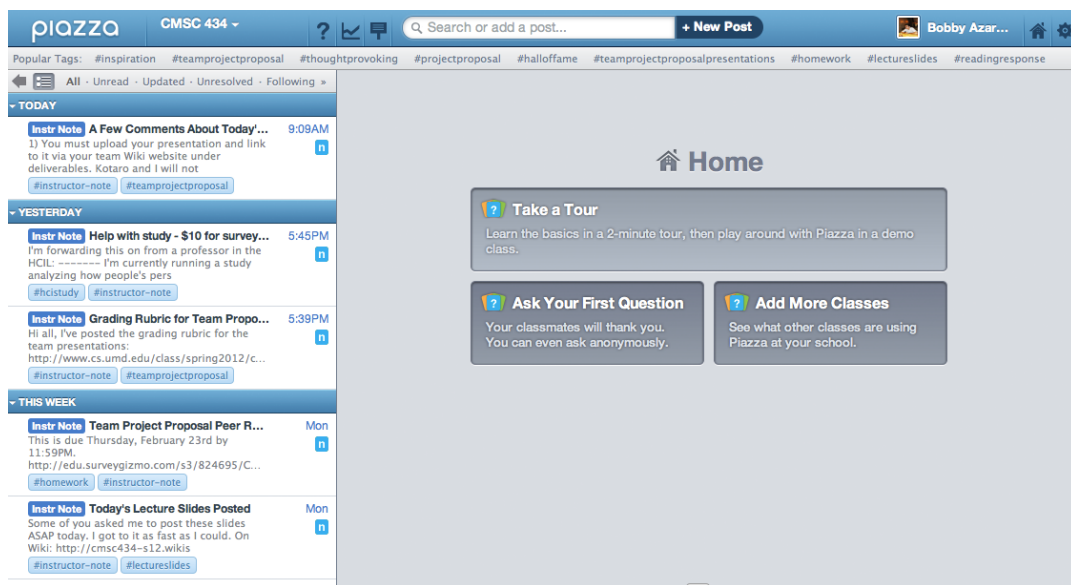 piazza
CMSC 434
?
Search or add a post...
+ New Post
Bobby Azar...
Popular Tags: #inspiration #teamprojectproposal #thoughtprovoking #projectproposal #halloffame #teamprojectproposalpresentations #homework #lectureslides #readingresponse
All · Unread · Updated · Unresolved · Following »
TODAY
Instr Note A Few Comments About Today'... 9:09AM
1) You must upload your presentation and link
n
to it via your team Wiki website under
deliverables. Kotaro and I will not
#instructor-note #teamprojectproposal
YESTERDAY
Instr Note Help with study - $10 for survey... 5:45PM
I'm forwarding this on from a professor in the
n
HCIL: ------- I'm currently running a study
analyzing how people's pers
#hcistudy #instructor-note
Instr Note Grading Rubric for Team Propo... 5:39PM
Hi all, I've posted the grading rubric for the
n
team presentations:
http://www.cs.umd.edu/class/spring2012/c...
#instructor-note #teamprojectproposal
THIS WEEK
Instr Note Team Project Proposal Peer R... Mon
This is due Thursday, February 23rd by
n
11:59PM.
http://edu.surveygizmo.com/s3/824695/C...
#homework #instructor-note
Instr Note Today's Lecture Slides Posted Mon
Some of you asked me to post these slides
n
ASAP today. I got to it as fast as I could. On
Wiki: http://cmsc434-s12.wikis
#instructor-note #lectureslides
Home
? Take a Tour
Learn the basics in a 2-minute tour, then play around with Piazza in a demo
class.
? Ask Your First Question
Your classmates will thank you.
You can even ask anonymously.
? Add More Classes
See what other classes are using
Piazza at your school.